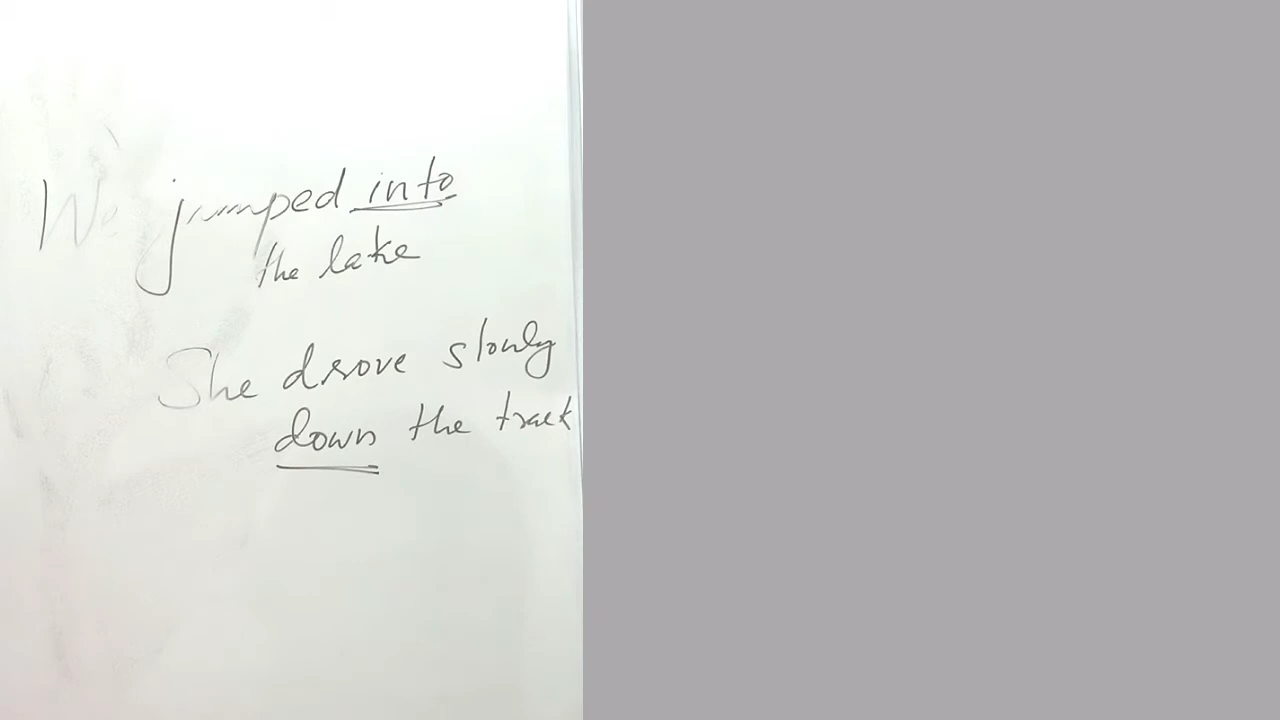 We jumped into
the lake
She drove slowly
down the track